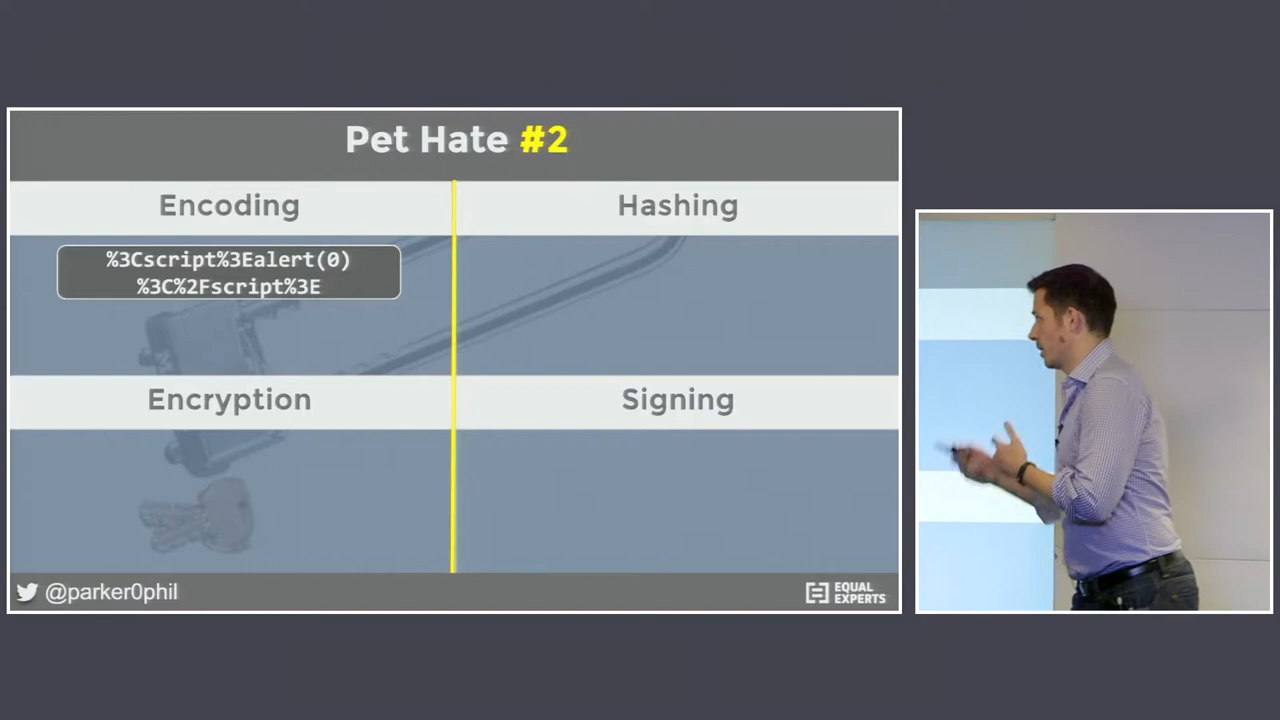 Pet Hate #2
Encoding
Hashing
%3Cscript%3Ealert(0)
%3C%2Fscript%3E
Encryption
Signing
@parker0phil
EQUAL
EXPERTS